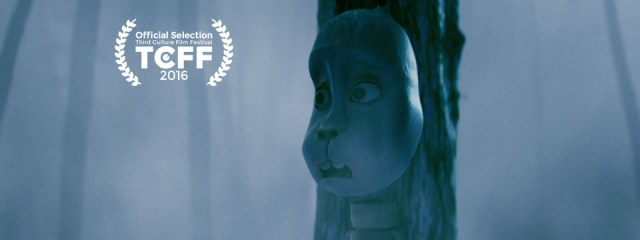 Official Selection
Third Culture Film Festival
TCFF
2016